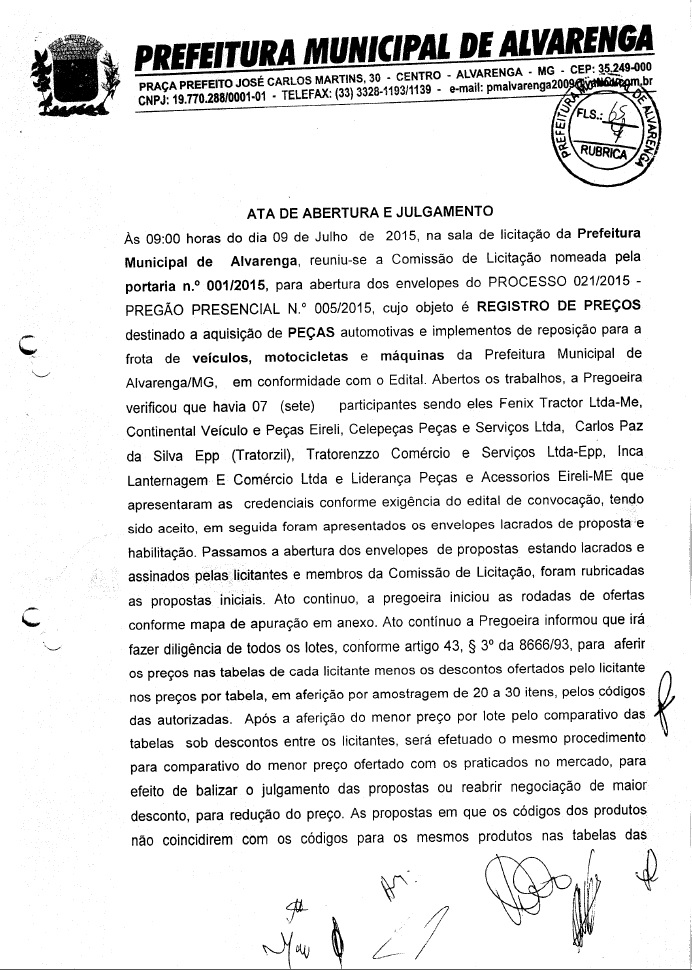 PREFEITURA MUNICIPAL DE ALVARENGA
PRAÇA PREFEITO JOSÉ CARLOS MARTINS, 30 - CENTRO - ALVARENGA - MG - CEP: 35.249-000
CNPJ: 19.770.288/0001-01 - TELEFAX: (33) 3328-1193/1139 - e-mail: pmalvarenga2009@yahoo.com.br
PREFEITURA MUNICIPAL DE ALVARENGA
FLS.: 65
RUBRICA
ATA DE ABERTURA E JULGAMENTO
Às 09:00 horas do dia 09 de Julho de 2015, na sala de licitação da Prefeitura
Municipal de Alvarenga, reuniu-se a Comissão de Licitação nomeada pela
portaria n.º 001/2015, para abertura dos envelopes do PROCESSO 021/2015 -
PREGÃO PRESENCIAL N.° 005/2015, cujo objeto é REGISTRO DE PREÇOS
destinado a aquisição de PEÇAS automotivas e implementos de reposição para a
frota de veículos, motocicletas e máquinas da Prefeitura Municipal de
Alvarenga/MG, em conformidade com o Edital. Abertos os trabalhos, a Pregoeira
verificou que havia 07 (sete) participantes sendo eles Fenix Tractor Ltda-Me,
Continental Veículo e Peças Eireli, Celepeças Peças e Serviços Ltda, Carlos Paz
da Silva Epp (Tratorzil), Tratorenzzo Comércio e Serviços Ltda-Epp, Inca
Lanternagem E Comércio Ltda e Liderança Peças e Acessorios Eireli-ME que
apresentaram as credenciais conforme exigência do edital de convocação, tendo
sido aceito, em seguida foram apresentados os envelopes lacrados de proposta e
habilitação. Passamos a abertura dos envelopes de propostas estando lacrados e
assinados pelas licitantes e membros da Comissão de Licitação, foram rubricadas
as propostas iniciais. Ato continuo, a pregoeira iniciou as rodadas de ofertas
conforme mapa de apuração em anexo. Ato continuo a Pregoeira informou que irá
fazer diligência de todos os lotes, conforme artigo 43, § 3º da 8666/93, para aferir
os preços nas tabelas de cada licitante menos os descontos ofertados pelo licitante
nos preços por tabela, em aferição por amostragem de 20 a 30 itens, pelos códigos
das autorizadas. Após a aferição do menor preço por lote pelo comparativo das
tabelas sob descontos entre os licitantes, será efetuado o mesmo procedimento
para comparativo do menor preço ofertado com os praticados no mercado, para
efeito de balizar o julgamento das propostas ou reabrir negociação de maior
desconto, para redução do preço. As propostas em que os códigos dos produtos
não coincidirem com os códigos para os mesmos produtos nas tabelas das